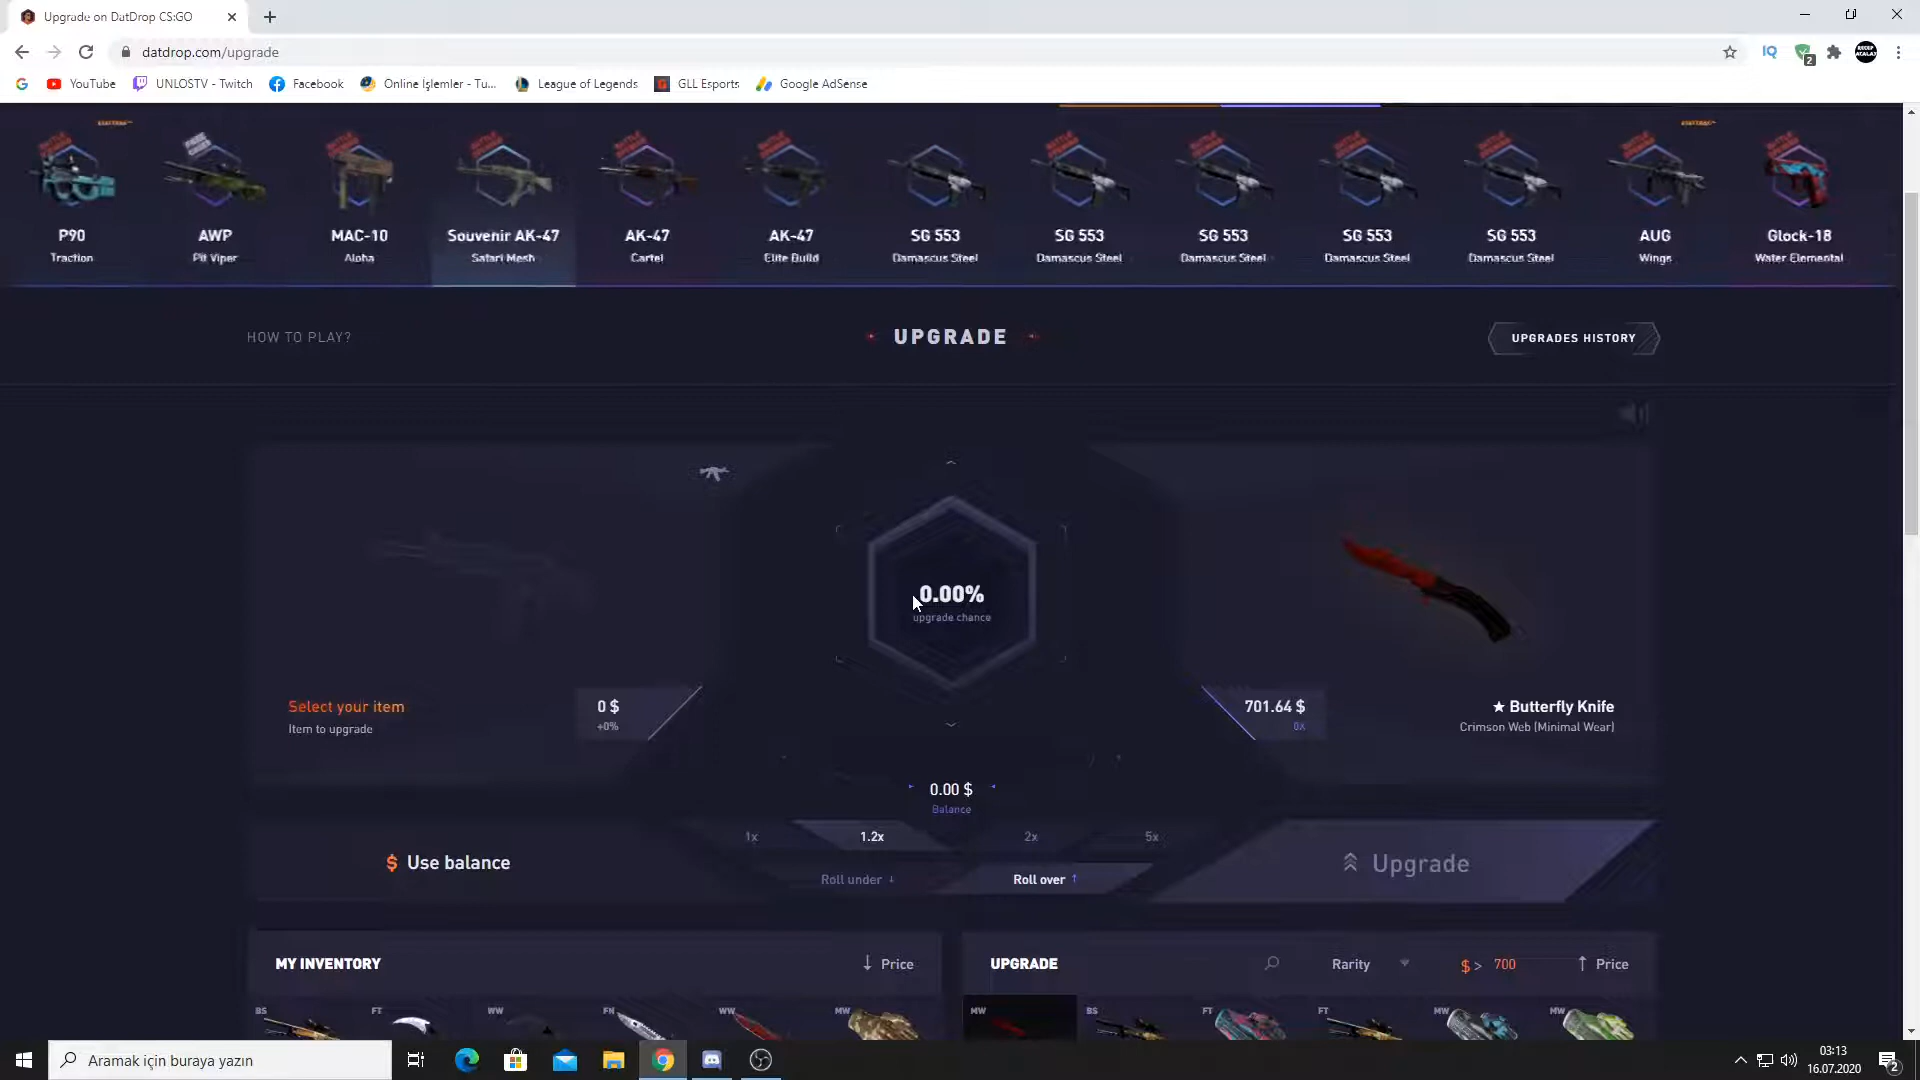 Upgrade on DatDrop CS:GO
datdrop.com/upgrade
2
YouTube
UNLOSTV - Twitch
Facebook
Online İşlemler - Tu...
League of Legends
GLL Esports
Google AdSense
P90
Traction
AWP
Pit Viper
MAC-10
Aloha
Souvenir AK-47
Safari Mesh
AK-47
Cartel
AK-47
Elite Build
SG 553
Damascus Steel
SG 553
Damascus Steel
SG 553
Damascus Steel
SG 553
Damascus Steel
SG 553
Damascus Steel
AUG
Wings
Glock-18
Water Elemental
HOW TO PLAY?
UPGRADE
UPGRADES HISTORY
0.00%
upgrade chance
Select your item
Item to upgrade
0 $
+0%
701.64 $
0X
★ Butterfly Knife
Crimson Web (Minimal Wear)
0.00 $
Balance
1x
1.2x
2x
5x
$ Use balance
Roll under ↓
Roll over ↑
Upgrade
MY INVENTORY
↓ Price
UPGRADE
Rarity
$ > 700
↑ Price
BS
FT
WW
FN
WW
MW
MW
BS
FT
FT
MW
MW
Aramak için buraya yazın
03:13
16.07.2020
2